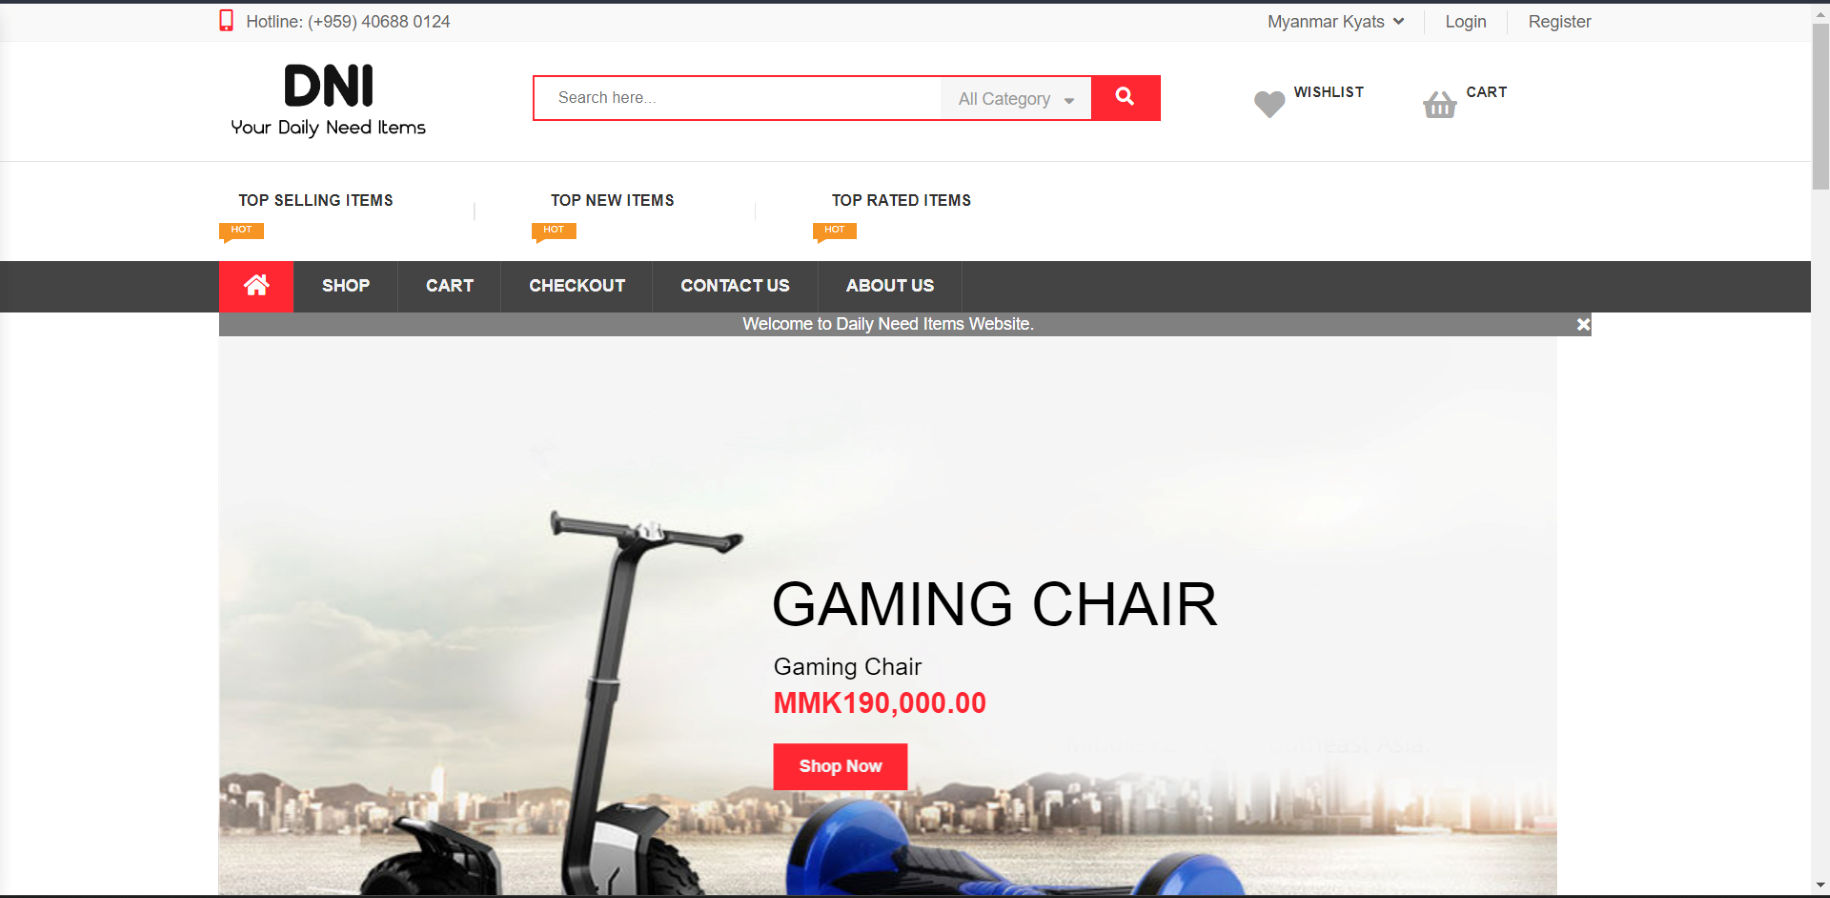 Hotline: (+959) 40688 0124
Myanmar Kyats
Login
Register
DNI
Your Daily Need Items
Search here...
All Category
WISHLIST
CART
TOP SELLING ITEMS
HOT
TOP NEW ITEMS
HOT
TOP RATED ITEMS
HOT
SHOP
CART
CHECKOUT
CONTACT US
ABOUT US
Welcome to Daily Need Items Website.
GAMING CHAIR
Gaming Chair
MMK190,000.00
Shop Now